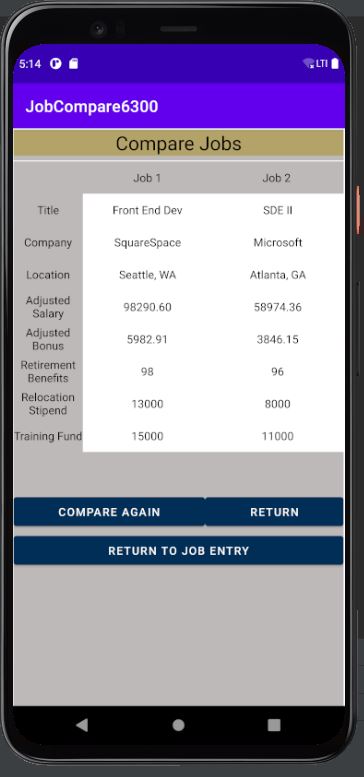 5:14 LTE
JobCompare6300
Compare Jobs
Job 1 Job 2
Title Front End Dev SDE II
Company SquareSpace Microsoft
Location Seattle, WA Atlanta, GA
Adjusted
Salary 98290.60 58974.36
Adjusted
Bonus 5982.91 3846.15
Retirement
Benefits 98 96
Relocation
Stipend 13000 8000
Training Fund 15000 11000
COMPARE AGAIN RETURN
RETURN TO JOB ENTRY